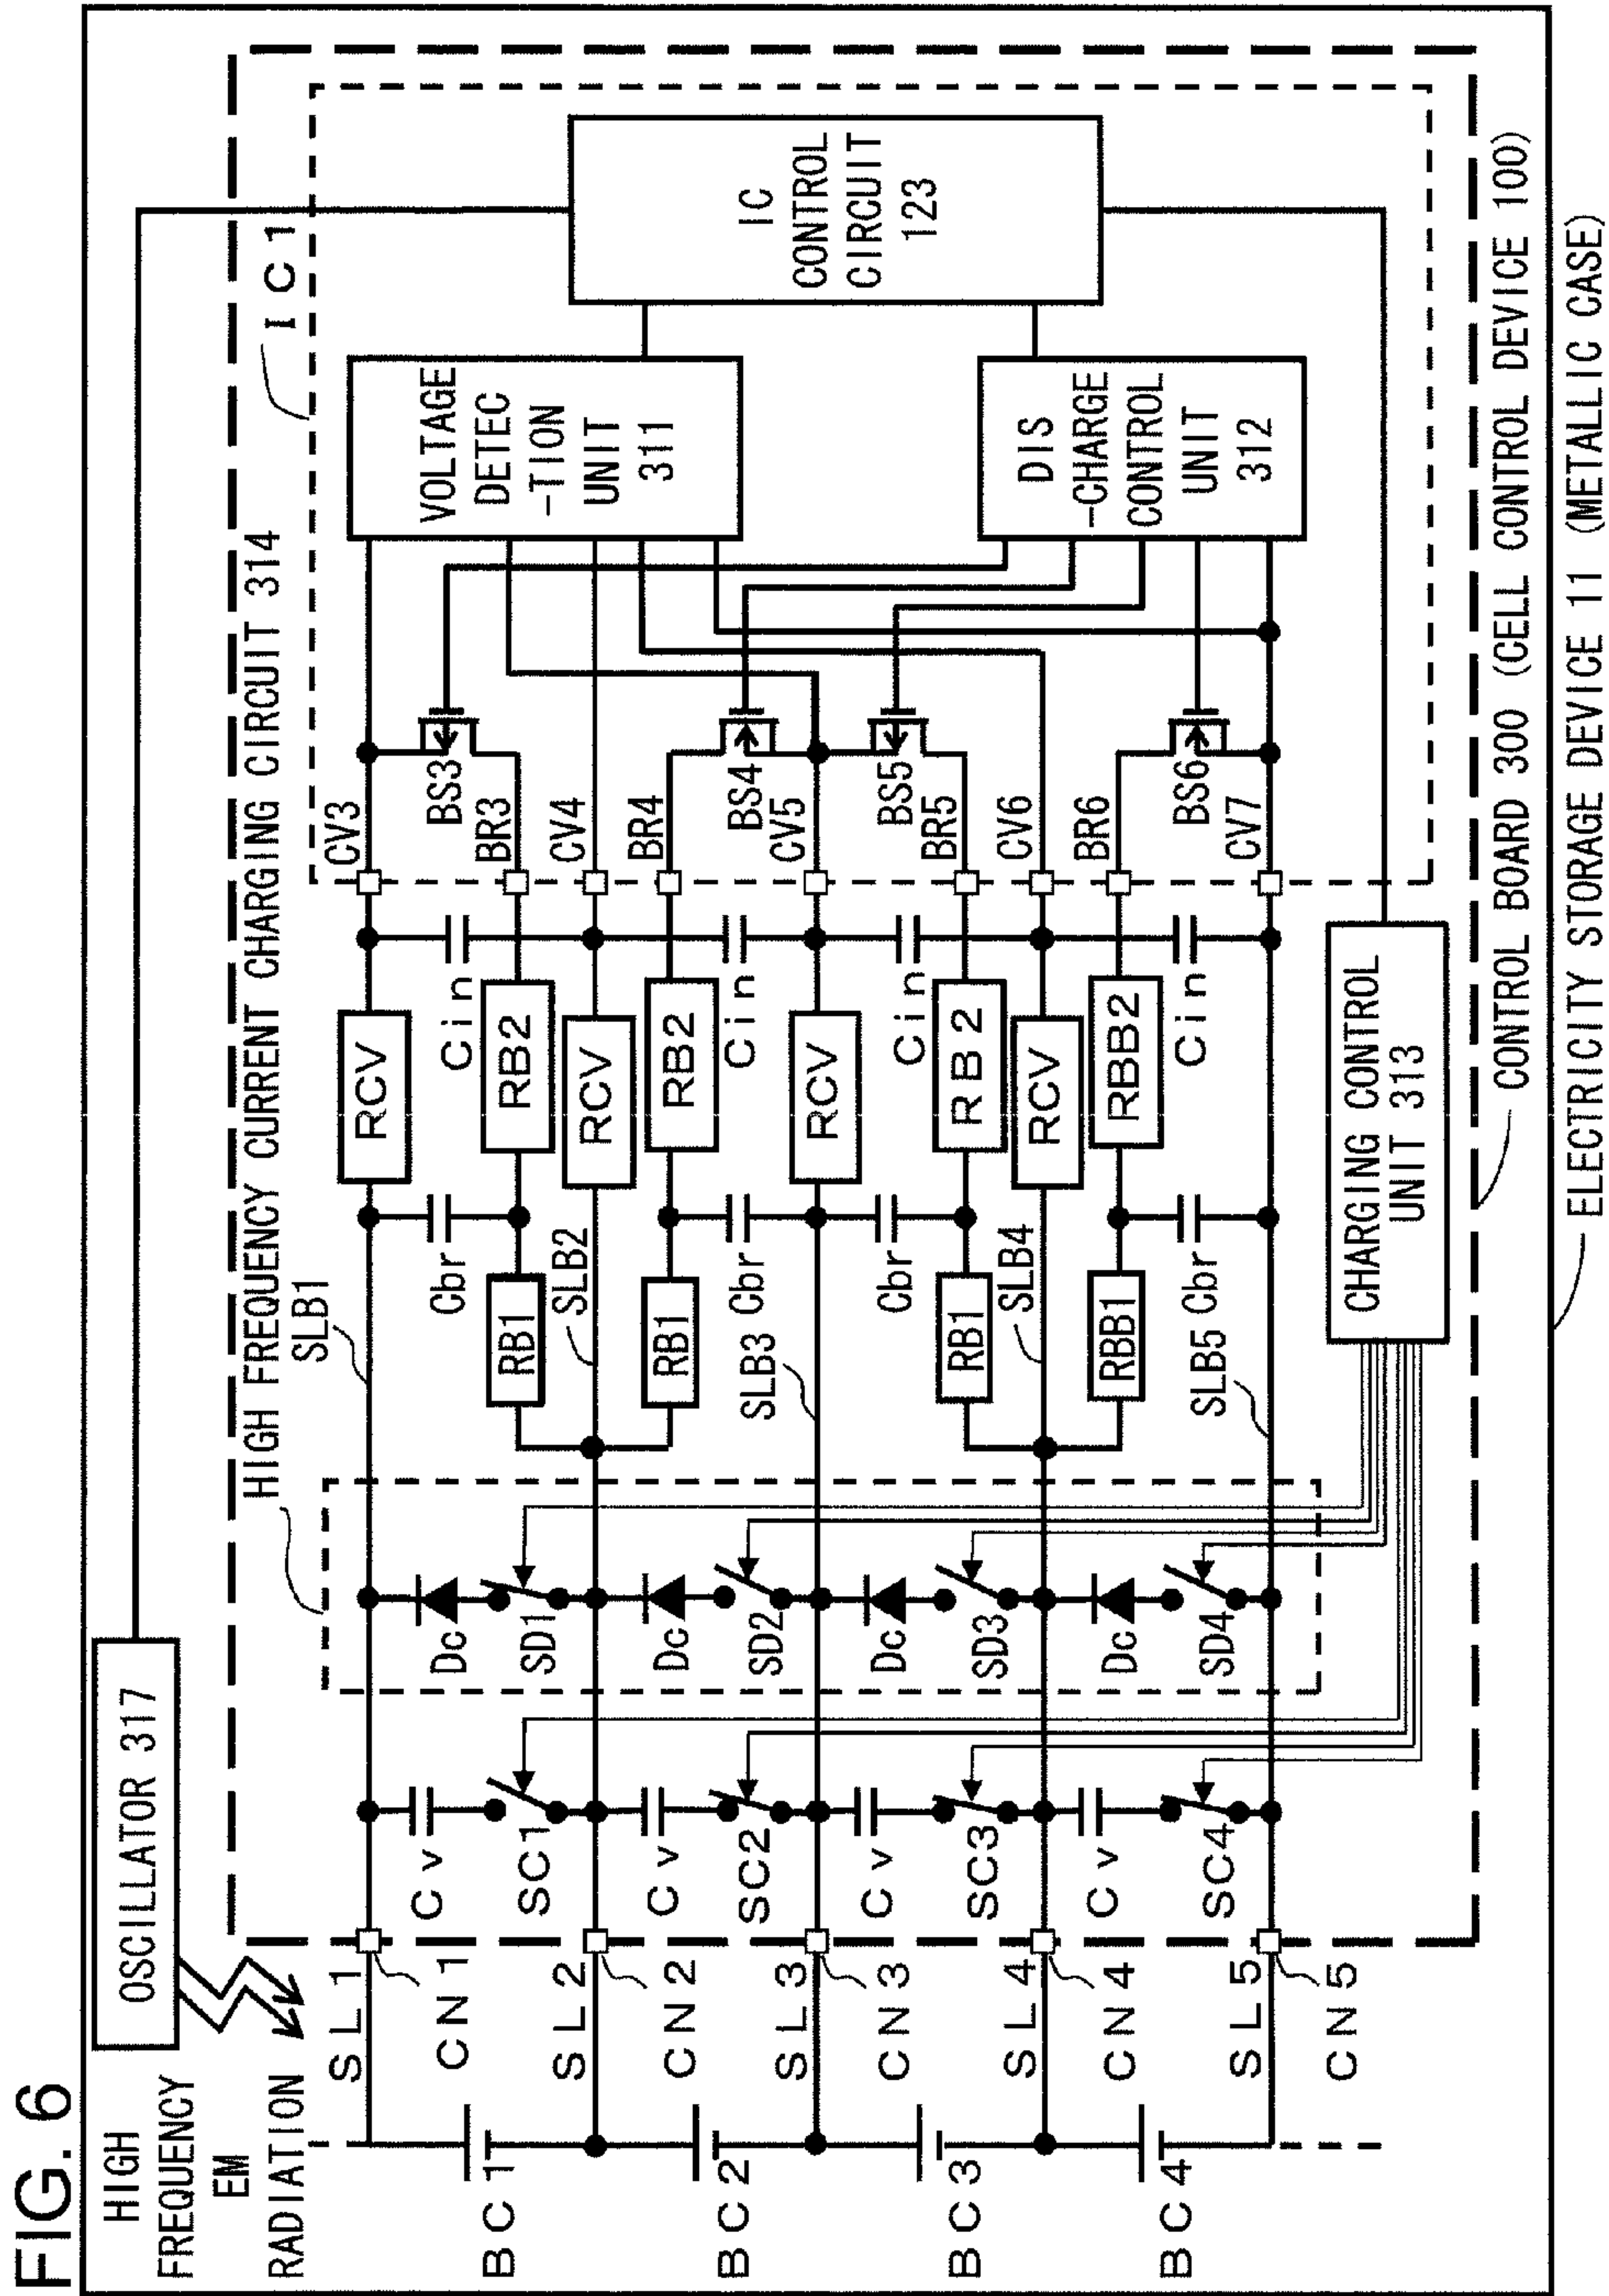 FIG. 6
HIGH
FREQUENCY
EM
RADIATION
OSCILLATOR 317
HIGH FREQUENCY CURRENT CHARGING CIRCUIT 314
IC1
SL1
CN1
SLB1
RCV
CV3
BC1
Cv
SC1
Dc
SD1
Cbr
RB1
Cin
RB2
BS3
BR3
VOLTAGE
DETEC
-TION
UNIT
311
SL2
CN2
SLB2
RCV
CV4
BC2
Cv
SC2
Dc
SD2
RB1
Cbr
RB2
Cin
BR4
BS4
IC
CONTROL
CIRCUIT
123
SL3
CN3
SLB3
RCV
CV5
BC3
Cv
SC3
Dc
SD3
Cbr
RB1
Cin
RB2
BS5
BR5
SL4
CN4
SLB4
RCV
CV6
DIS
-CHARGE
CONTROL
UNIT
312
BC4
Cv
SC4
Dc
SD4
RBB1
Cbr
RBB2
Cin
BR6
BS6
SL5
CN5
SLB5
CV7
CHARGING CONTROL
UNIT 313
CONTROL BOARD 300 (CELL CONTROL DEVICE 100)
ELECTRICITY STORAGE DEVICE 11 (METALLIC CASE)